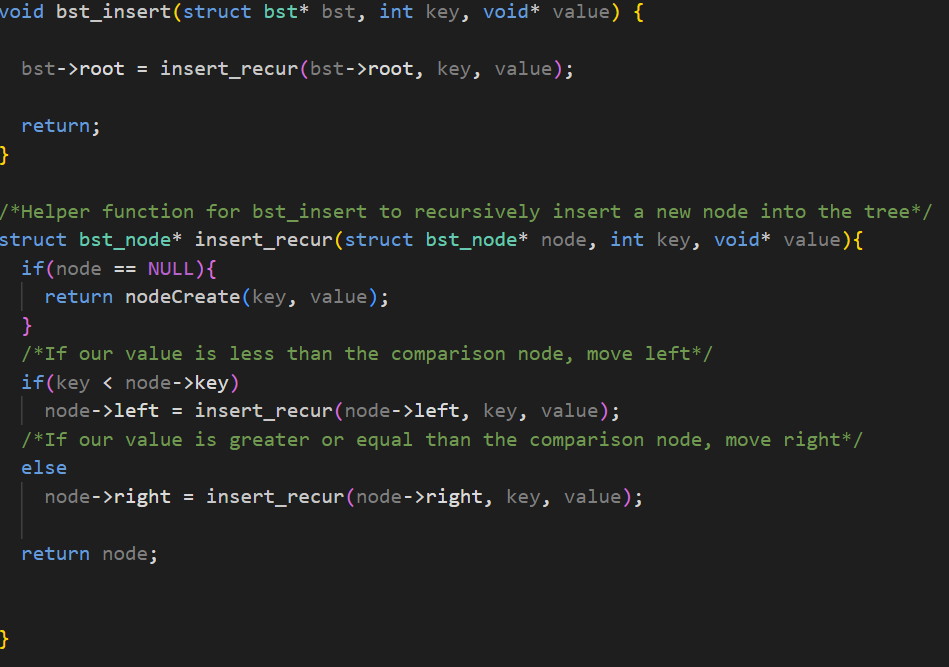 void bst_insert(struct bst* bst, int key, void* value) {
bst->root = insert_recur(bst->root, key, value);
return;
}
/*Helper function for bst_insert to recursively insert a new node into the tree*/
struct bst_node* insert_recur(struct bst_node* node, int key, void* value){
if(node == NULL){
return nodeCreate(key, value);
}
/*If our value is less than the comparison node, move left*/
if(key < node->key)
node->left = insert_recur(node->left, key, value);
/*If our value is greater or equal than the comparison node, move right*/
else
node->right = insert_recur(node->right, key, value);
return node;
}